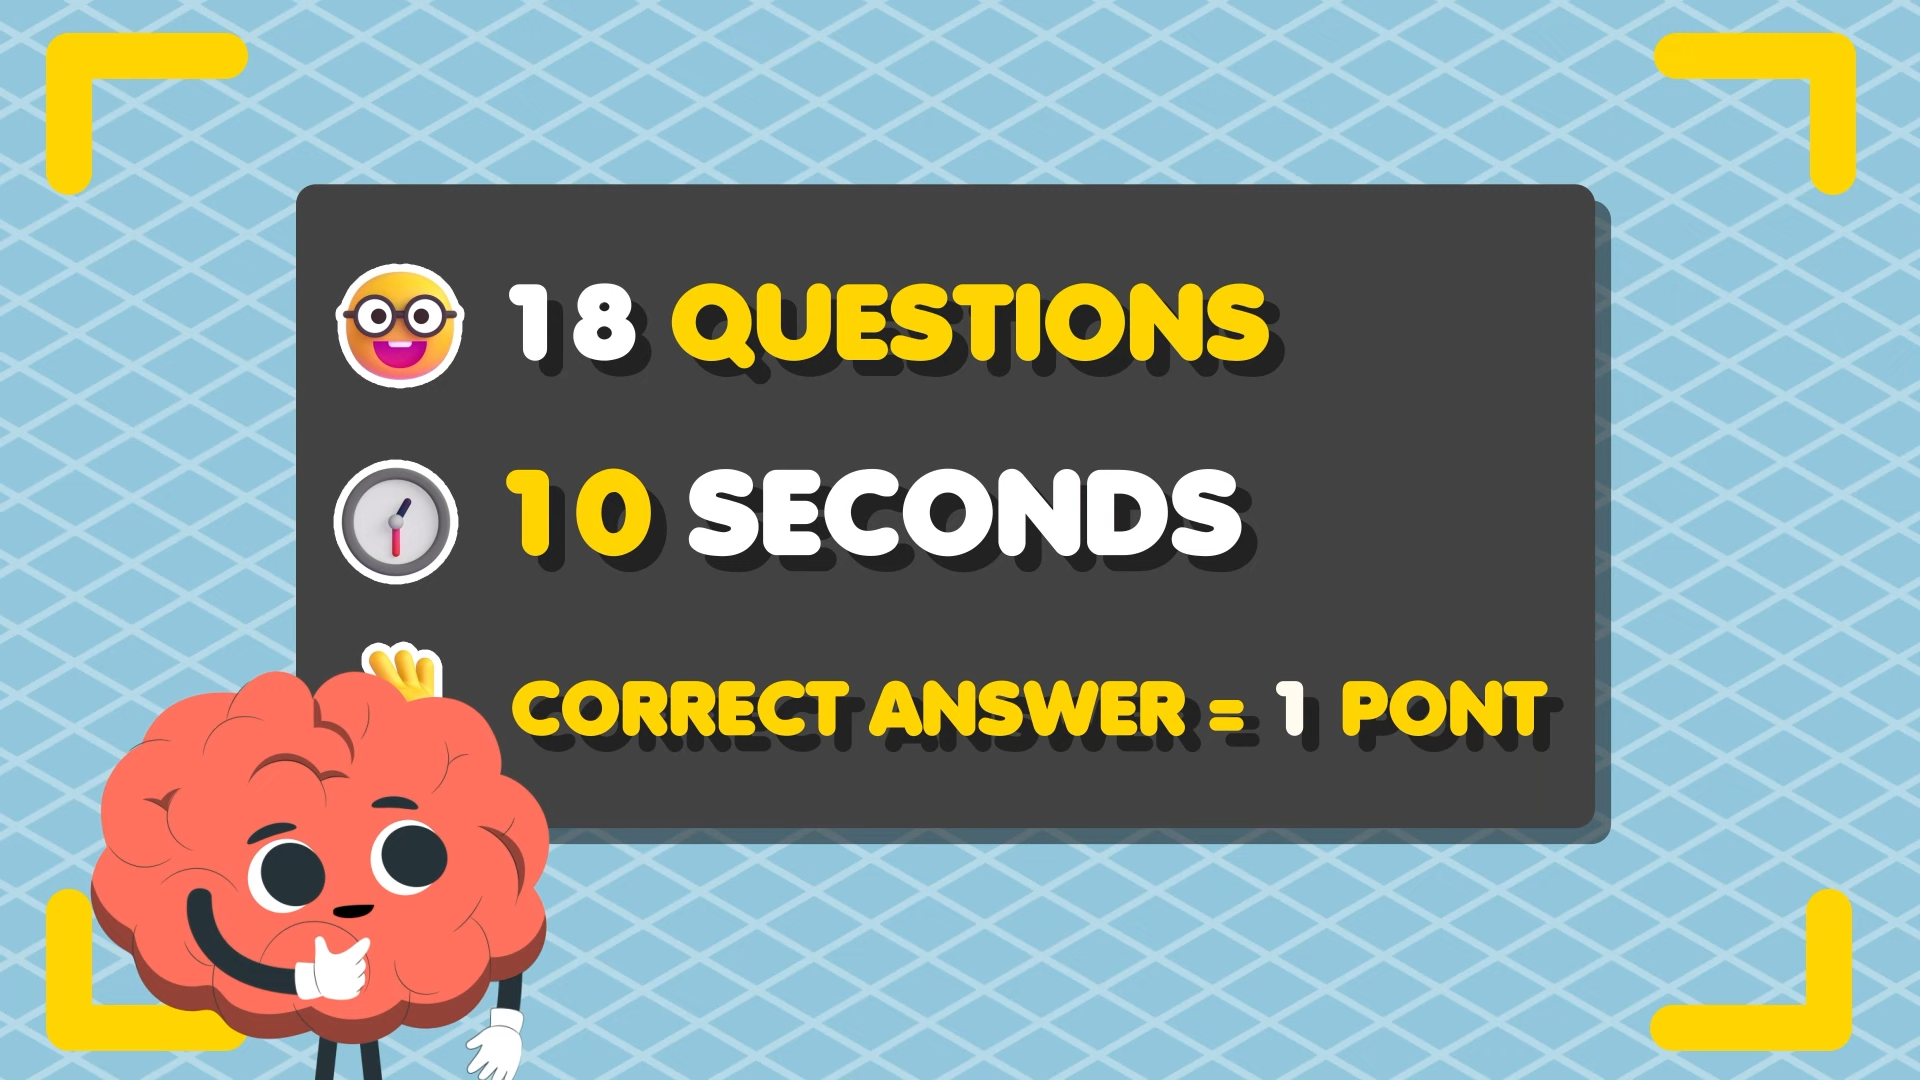 18 QUESTIONS
10 SECONDS
CORRECT ANSWER = 1 PONT